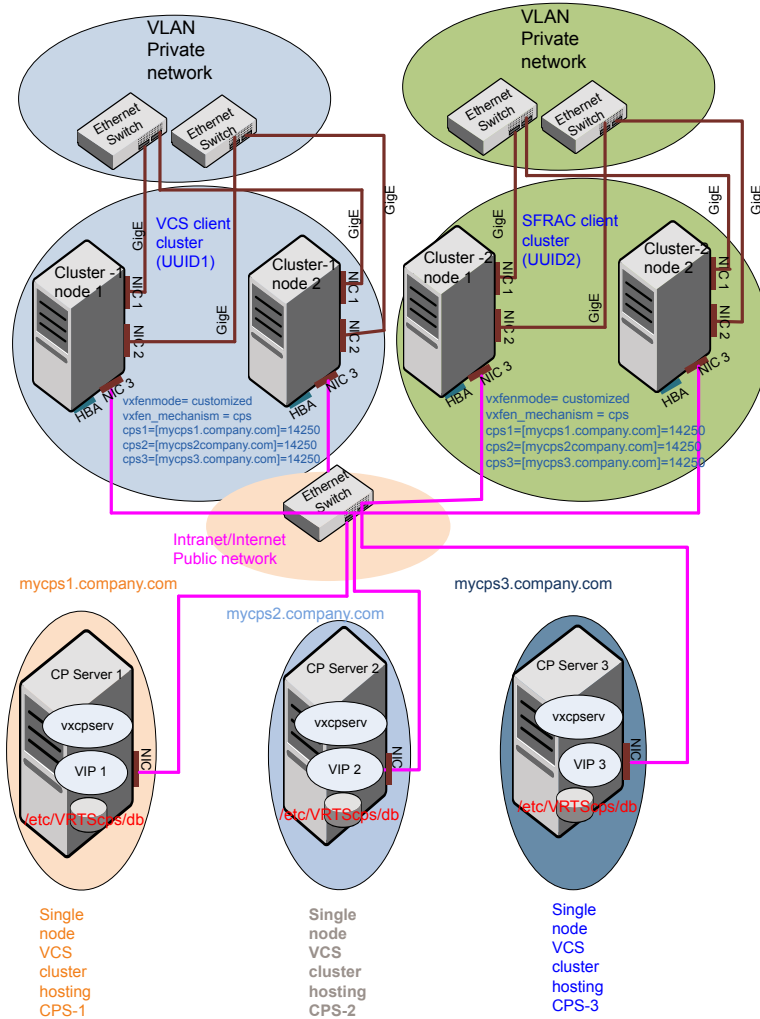 VLAN
Private
network
VLAN
Private
network
Ethernet
Switch
Ethernet
Switch
Ethernet
Switch
Ethernet
Switch
GigE
GigE
GigE
GigE
GigE
GigE
GigE
GigE
VCS client
cluster
(UUID1)
SFRAC client
cluster
(UUID2)
Cluster -1
node 1
Cluster-1
node 2
Cluster -2
node 1
Cluster-2
node 2
NIC 1
NIC 2
NIC 3
HBA
NIC 1
NIC 2
NIC 3
HBA
NIC 1
NIC 2
NIC 3
HBA
NIC 1
NIC 2
NIC 3
HBA
vxfenmode= customized
vxfen_mechanism = cps
cps1=[mycps1.company.com]=14250
cps2=[mycps2company.com]=14250
cps3=[mycps3.company.com]=14250
vxfenmode= customized
vxfen_mechanism = cps
cps1=[mycps1.company.com]=14250
cps2=[mycps2company.com]=14250
cps3=[mycps3.company.com]=14250
Ethernet
Switch
Intranet/Internet
Public network
mycps1.company.com
mycps2.company.com
mycps3.company.com
CP Server 1
vxcpserv
VIP 1
NIC
/etc/VRTScps/db
CP Server 2
vxcpserv
VIP 2
NIC
/etc/VRTScps/db
CP Server 3
vxcpserv
VIP 3
NIC
/etc/VRTScps/db
Single
node
VCS
cluster
hosting
CPS-1
Single
node
VCS
cluster
hosting
CPS-2
Single
node
VCS
cluster
hosting
CPS-3